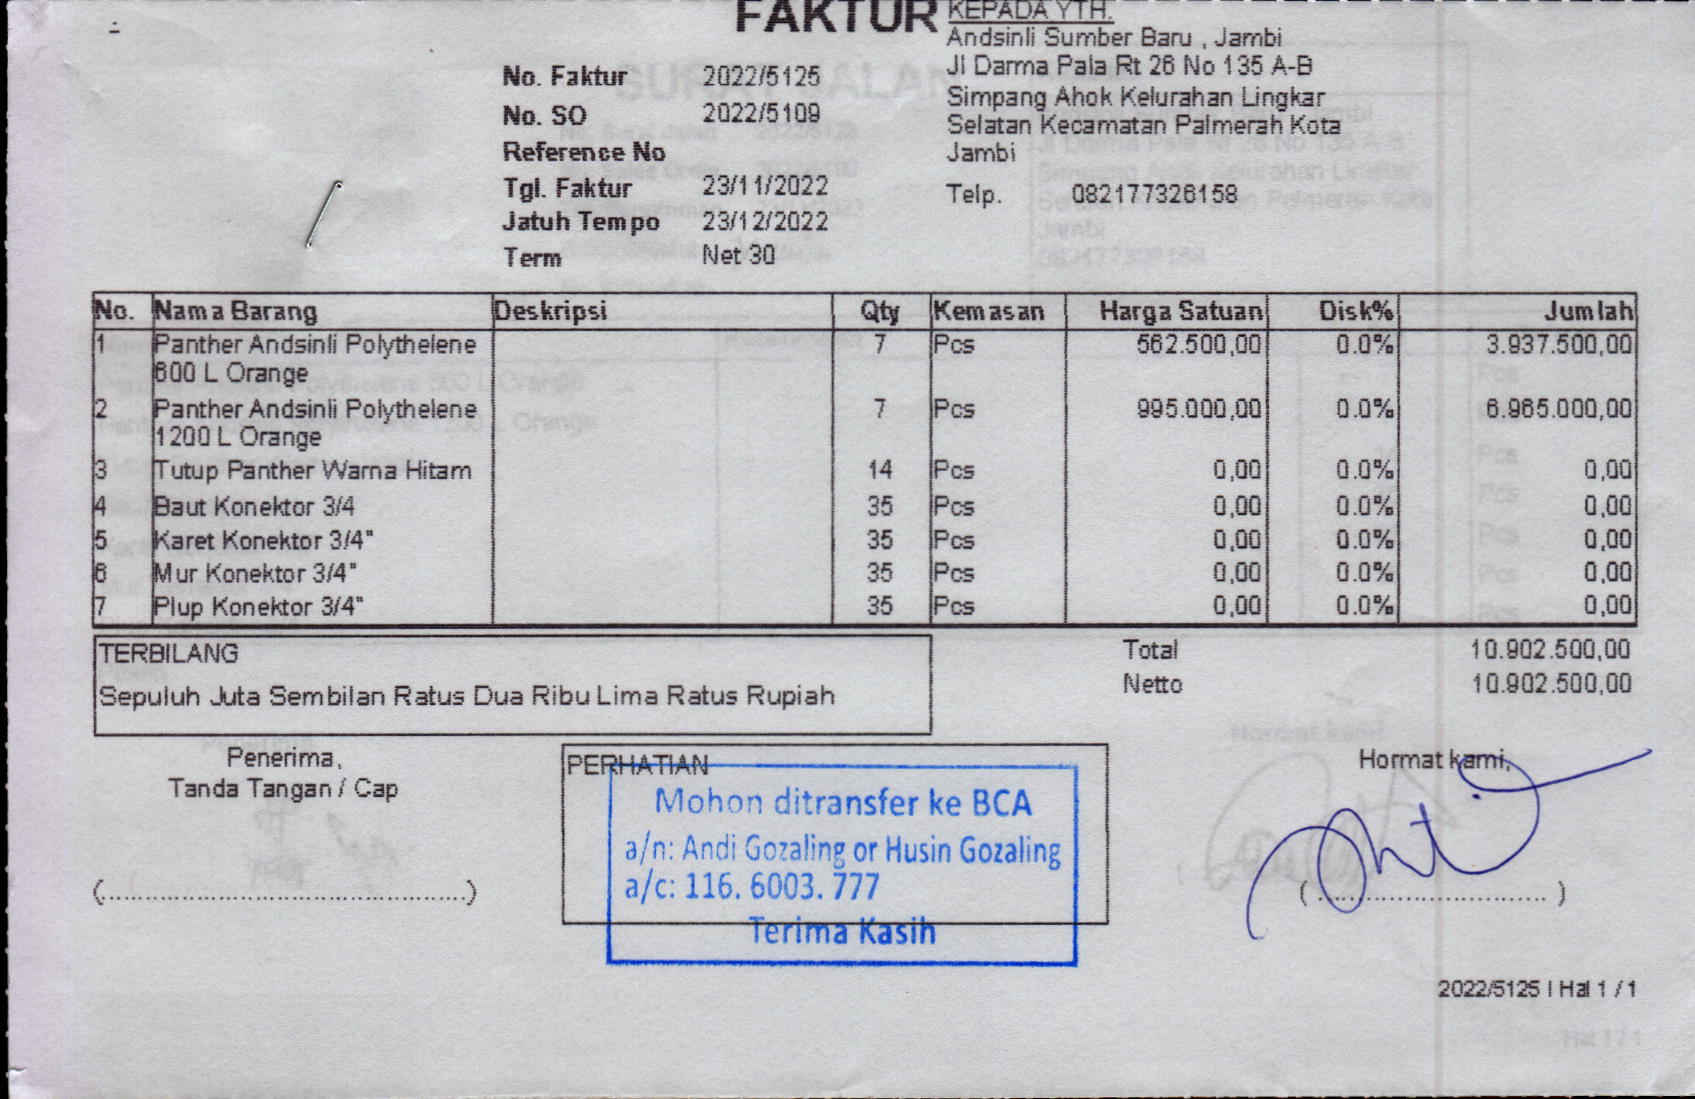 FAKTUR
KEPADA YTH.
Andsinli Sumber Baru , Jambi
Jl Darma Pala Rt 26 No 135 A-B
Simpang Ahok Kelurahan Lingkar
Selatan Kecamatan Palmerah Kota
Jambi
Telp. 082177326158
No. Faktur 2022/5125
No. SO 2022/5109
Reference No
Tgl. Faktur 23/11/2022
Jatuh Tempo 23/12/2022
Term Net 30
No. Nama Barang Deskripsi Qty Kemasan Harga Satuan Disk% Jumlah
1 Panther Andsinli Polythelene 7 Pcs 562.500,00 0.0% 3.937.500,00
600 L Orange
2 Panther Andsinli Polythelene 7 Pcs 995.000,00 0.0% 6.965.000,00
1200 L Orange
3 Tutup Panther Warna Hitam 14 Pcs 0,00 0.0% 0,00
4 Baut Konektor 3/4 35 Pcs 0,00 0.0% 0,00
5 Karet Konektor 3/4" 35 Pcs 0,00 0.0% 0,00
6 Mur Konektor 3/4" 35 Pcs 0,00 0.0% 0,00
7 Plup Konektor 3/4" 35 Pcs 0,00 0.0% 0,00
TERBILANG
Sepuluh Juta Sembilan Ratus Dua Ribu Lima Ratus Rupiah
Total 10.902.500,00
Netto 10.902.500,00
Penerima,
Tanda Tangan / Cap
(..................................................)
PERHATIAN
Mohon ditransfer ke BCA
a/n: Andi Gozaling or Husin Gozaling
a/c: 116. 6003. 777
Terima Kasih
Hormat kami,
( ................................ )
2022/5125 | Hal 1 / 1